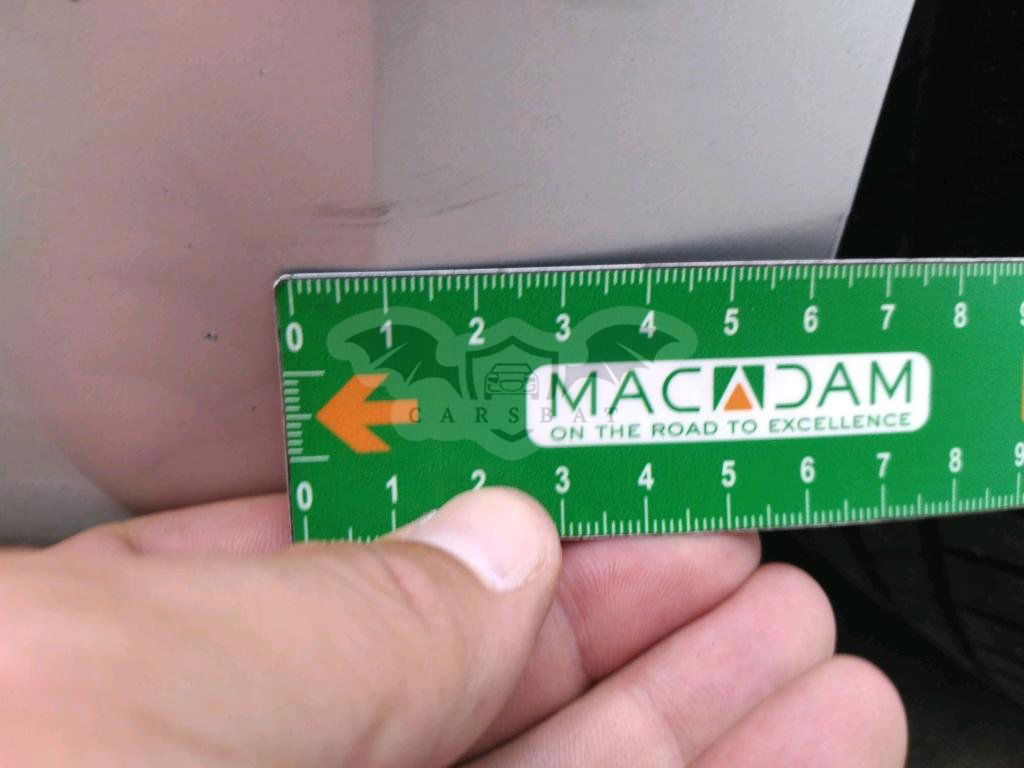 0 1 2 3 4 5 6 7 8 9
MACADAM
CARSBAT
ON THE ROAD TO EXCELLENCE
0 1 2 3 4 5 6 7 8 9